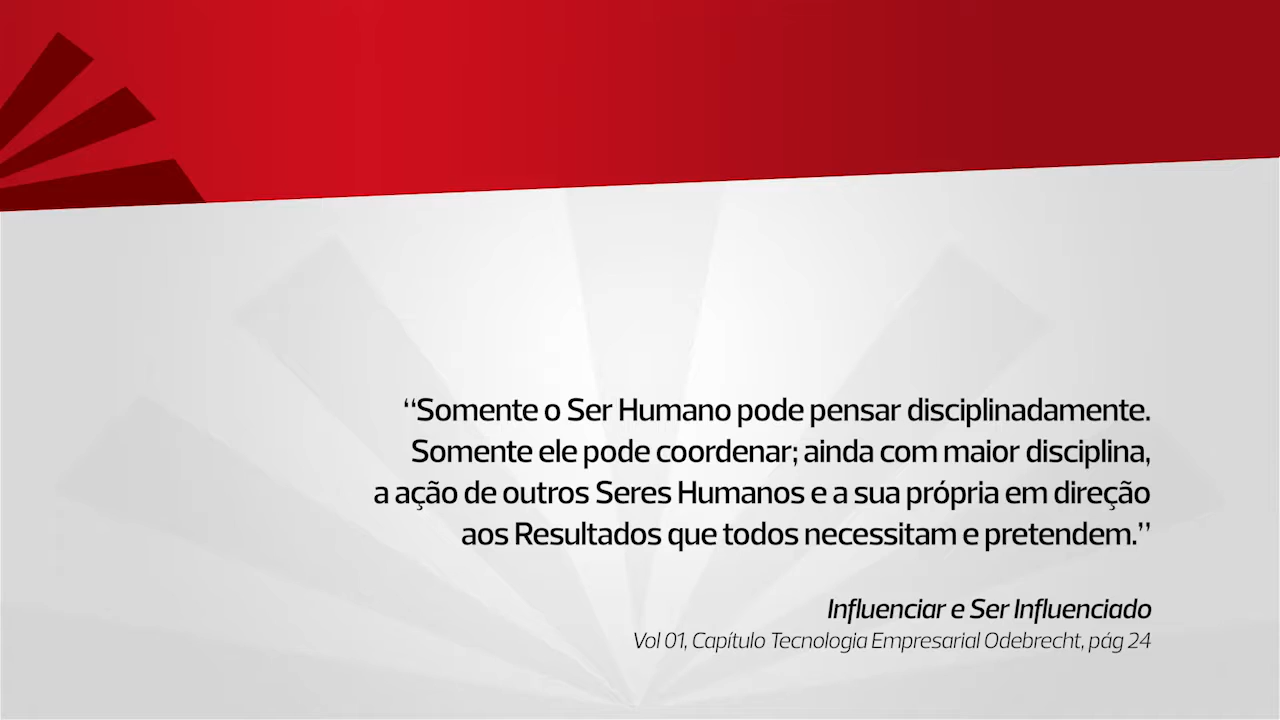 “Somente o Ser Humano pode pensar disciplinadamente.
Somente ele pode coordenar; ainda com maior disciplina,
a ação de outros Seres Humanos e a sua própria em direção
aos Resultados que todos necessitam e pretendem.”
Influenciar e Ser Influenciado
Vol 01, Capítulo Tecnologia Empresarial Odebrecht, pág 24